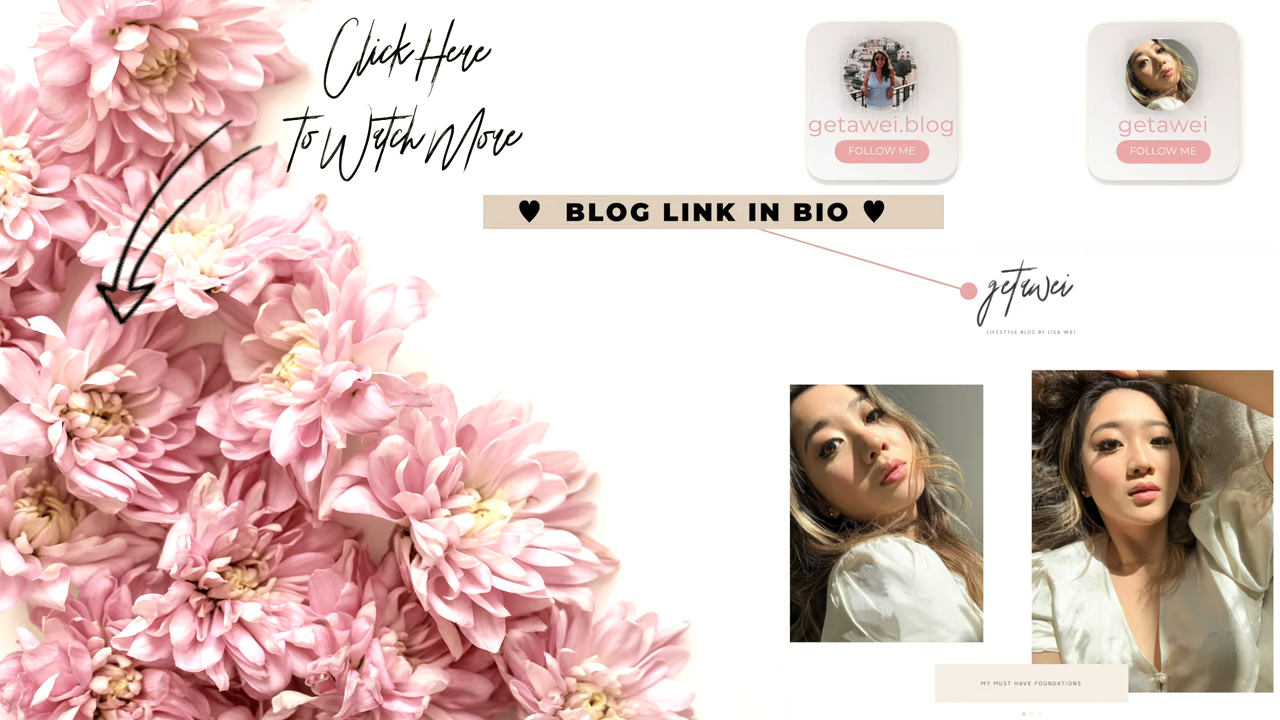 Click Here
to Watch More
getawei.blog
FOLLOW ME
getawei
FOLLOW ME
♥ BLOG LINK IN BIO ♥
getawei
LIFESTYLE BLOG BY LISA WEI
MY MUST HAVE FOUNDATIONS